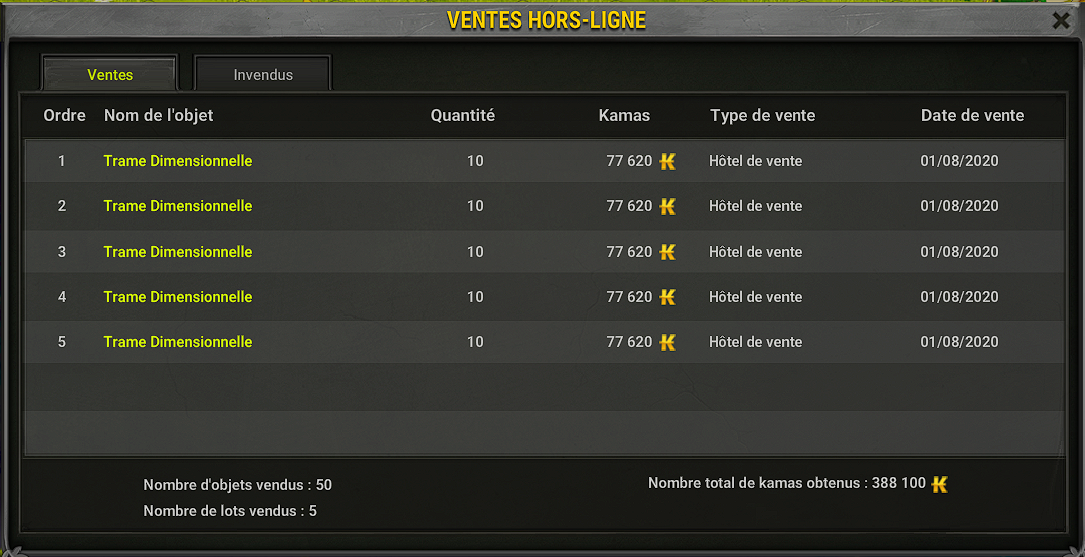 VENTES HORS-LIGNE
Ventes Invendus
Ordre Nom de l'objet Quantité Kamas Type de vente Date de vente
1 Trame Dimensionnelle 10 77 620 Hôtel de vente 01/08/2020
2 Trame Dimensionnelle 10 77 620 Hôtel de vente 01/08/2020
3 Trame Dimensionnelle 10 77 620 Hôtel de vente 01/08/2020
4 Trame Dimensionnelle 10 77 620 Hôtel de vente 01/08/2020
5 Trame Dimensionnelle 10 77 620 Hôtel de vente 01/08/2020
Nombre d'objets vendus : 50 Nombre total de kamas obtenus : 388 100
Nombre de lots vendus : 5